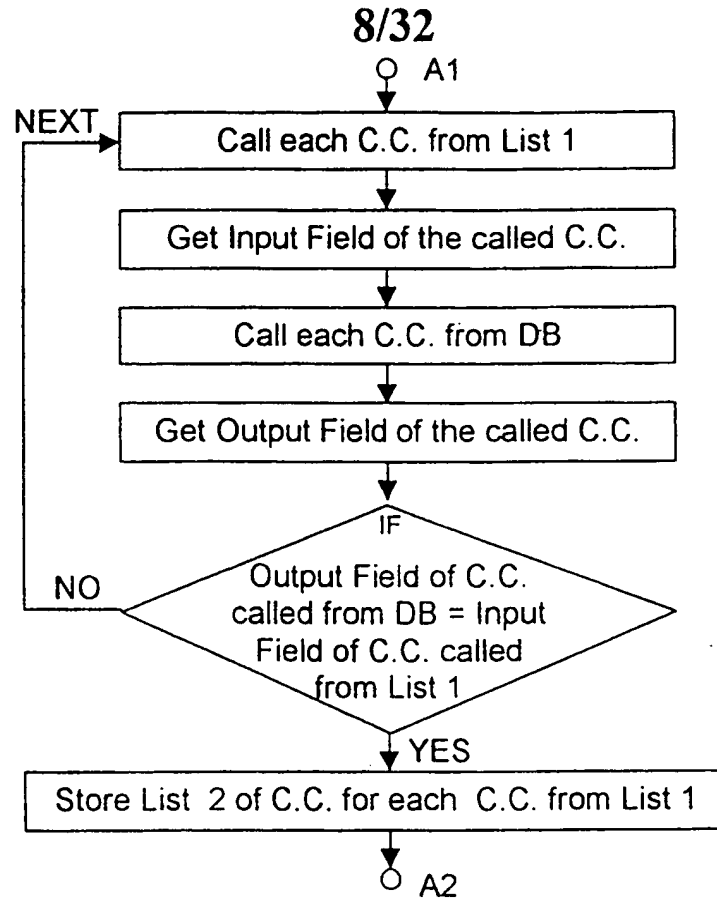 8/32
A1
NEXT
Call each C.C. from List 1
Get Input Field of the called C.C.
Call each C.C. from DB
Get Output Field of the called C.C.
IF
Output Field of C.C.
called from DB = Input
Field of C.C. called
from List 1
NO
YES
Store List 2 of C.C. for each C.C. from List 1
A2